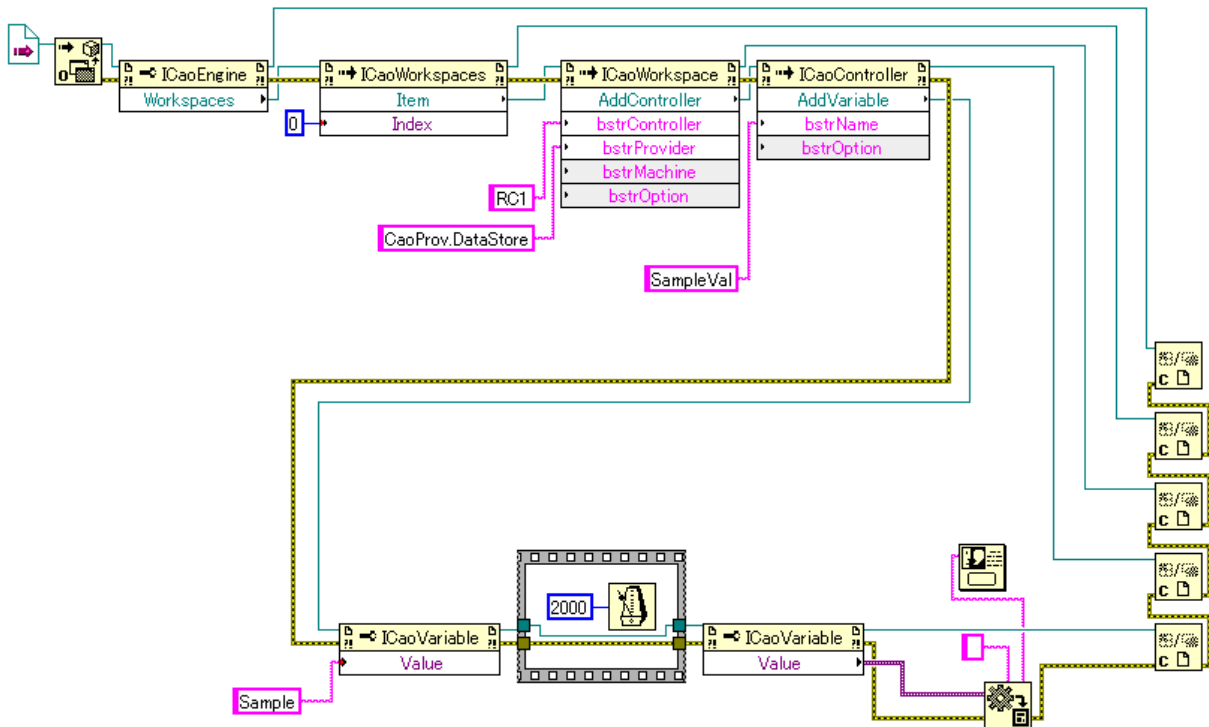 ICaoEngine
Workspaces
ICaoWorkspaces
Item
Index
0
ICaoWorkspace
AddController
bstrController
bstrProvider
bstrMachine
bstrOption
RC1
CaoProv.DataStore
ICaoController
AddVariable
bstrName
bstrOption
SampleVal
C
C
C
C
C
ICaoVariable
Value
Sample
2000
ICaoVariable
Value